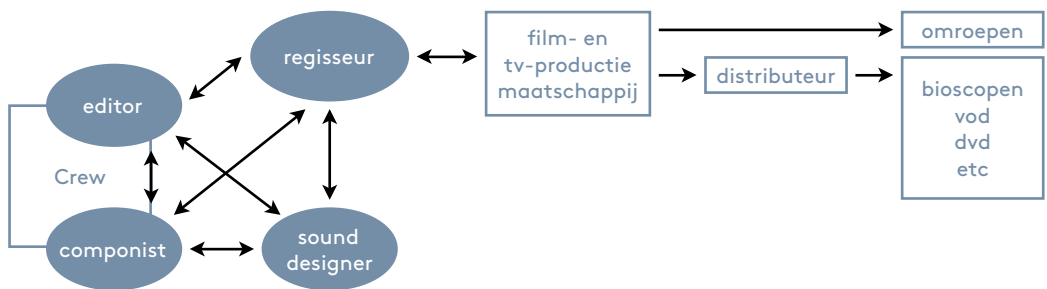 regisseur
film- en
tv-productie
maatschappij
omroepen
distributeur
bioscopen
vod
dvd
etc
editor
Crew
componist
sound
designer